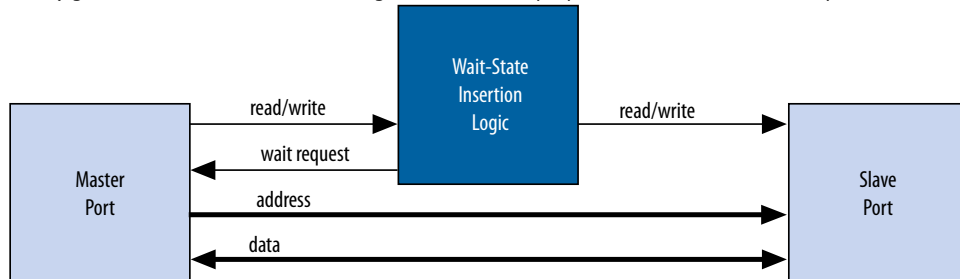 Wait-State
Insertion
Logic
read/write
read/write
wait request
Master
Port
Slave
Port
address
data